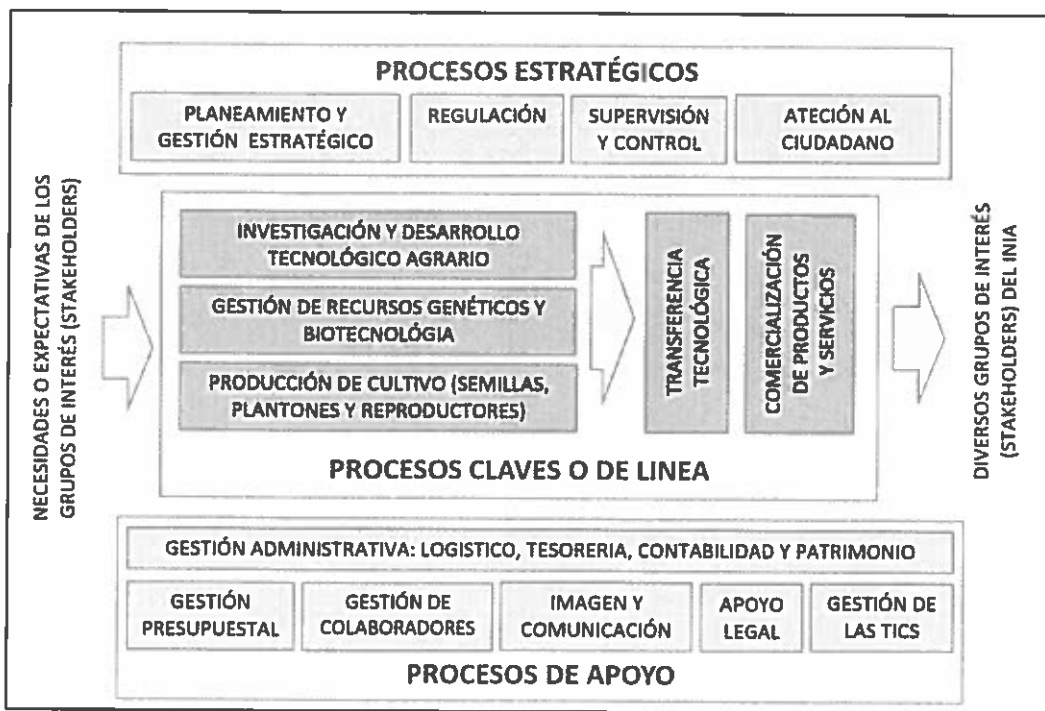 PROCESOS ESTRATÉGICOS
PLANEAMIENTO Y
GESTIÓN ESTRATÉGICO
REGULACIÓN
SUPERVISIÓN
Y CONTROL
ATECIÓN AL
CIUDADANO
NECESIDADES O EXPECTATIVAS DE LOS
GRUPOS DE INTERÉS (STAKEHOLDERS)
INVESTIGACIÓN Y DESARROLLO
TECNOLÓGICO AGRARIO
GESTIÓN DE RECURSOS GENÉTICOS Y
BIOTECNOLÓGIA
PRODUCCIÓN DE CULTIVO (SEMILLAS,
PLANTONES Y REPRODUCTORES)
TRANSFERENCIA
TECNOLÓGICA
COMERCIALIZACIÓN
DE PRODUCTOS
Y SERVICIOS
PROCESOS CLAVES O DE LINEA
DIVERSOS GRUPOS DE INTERÉS
(STAKEHOLDERS) DEL INIA
GESTIÓN ADMINISTRATIVA: LOGISTICO, TESORERIA, CONTABILIDAD Y PATRIMONIO
GESTIÓN
PRESUPUESTAL
GESTIÓN DE
COLABORADORES
IMAGEN Y
COMUNICACIÓN
APOYO
LEGAL
GESTIÓN DE
LAS TICS
PROCESOS DE APOYO